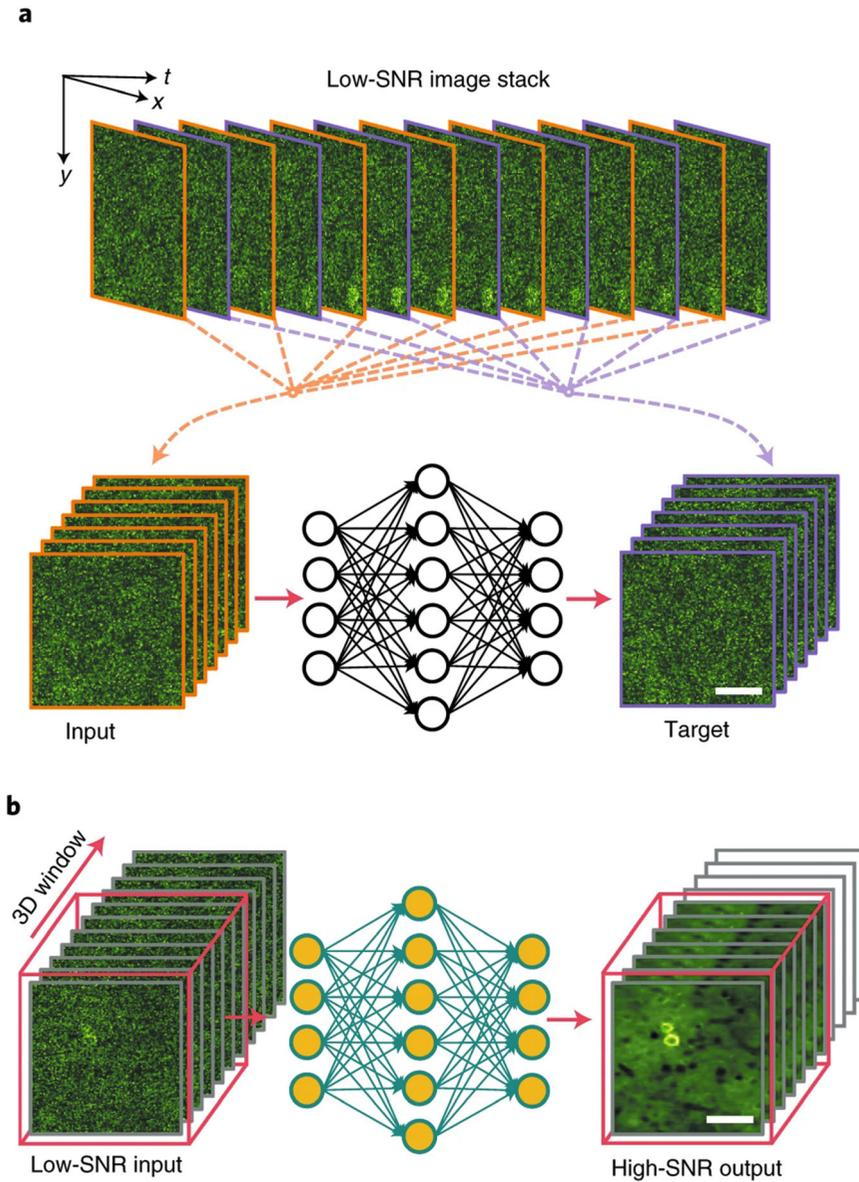 a
t
Low-SNR image stack
x
y
Input
Target
b
3D window
Low-SNR input
High-SNR output